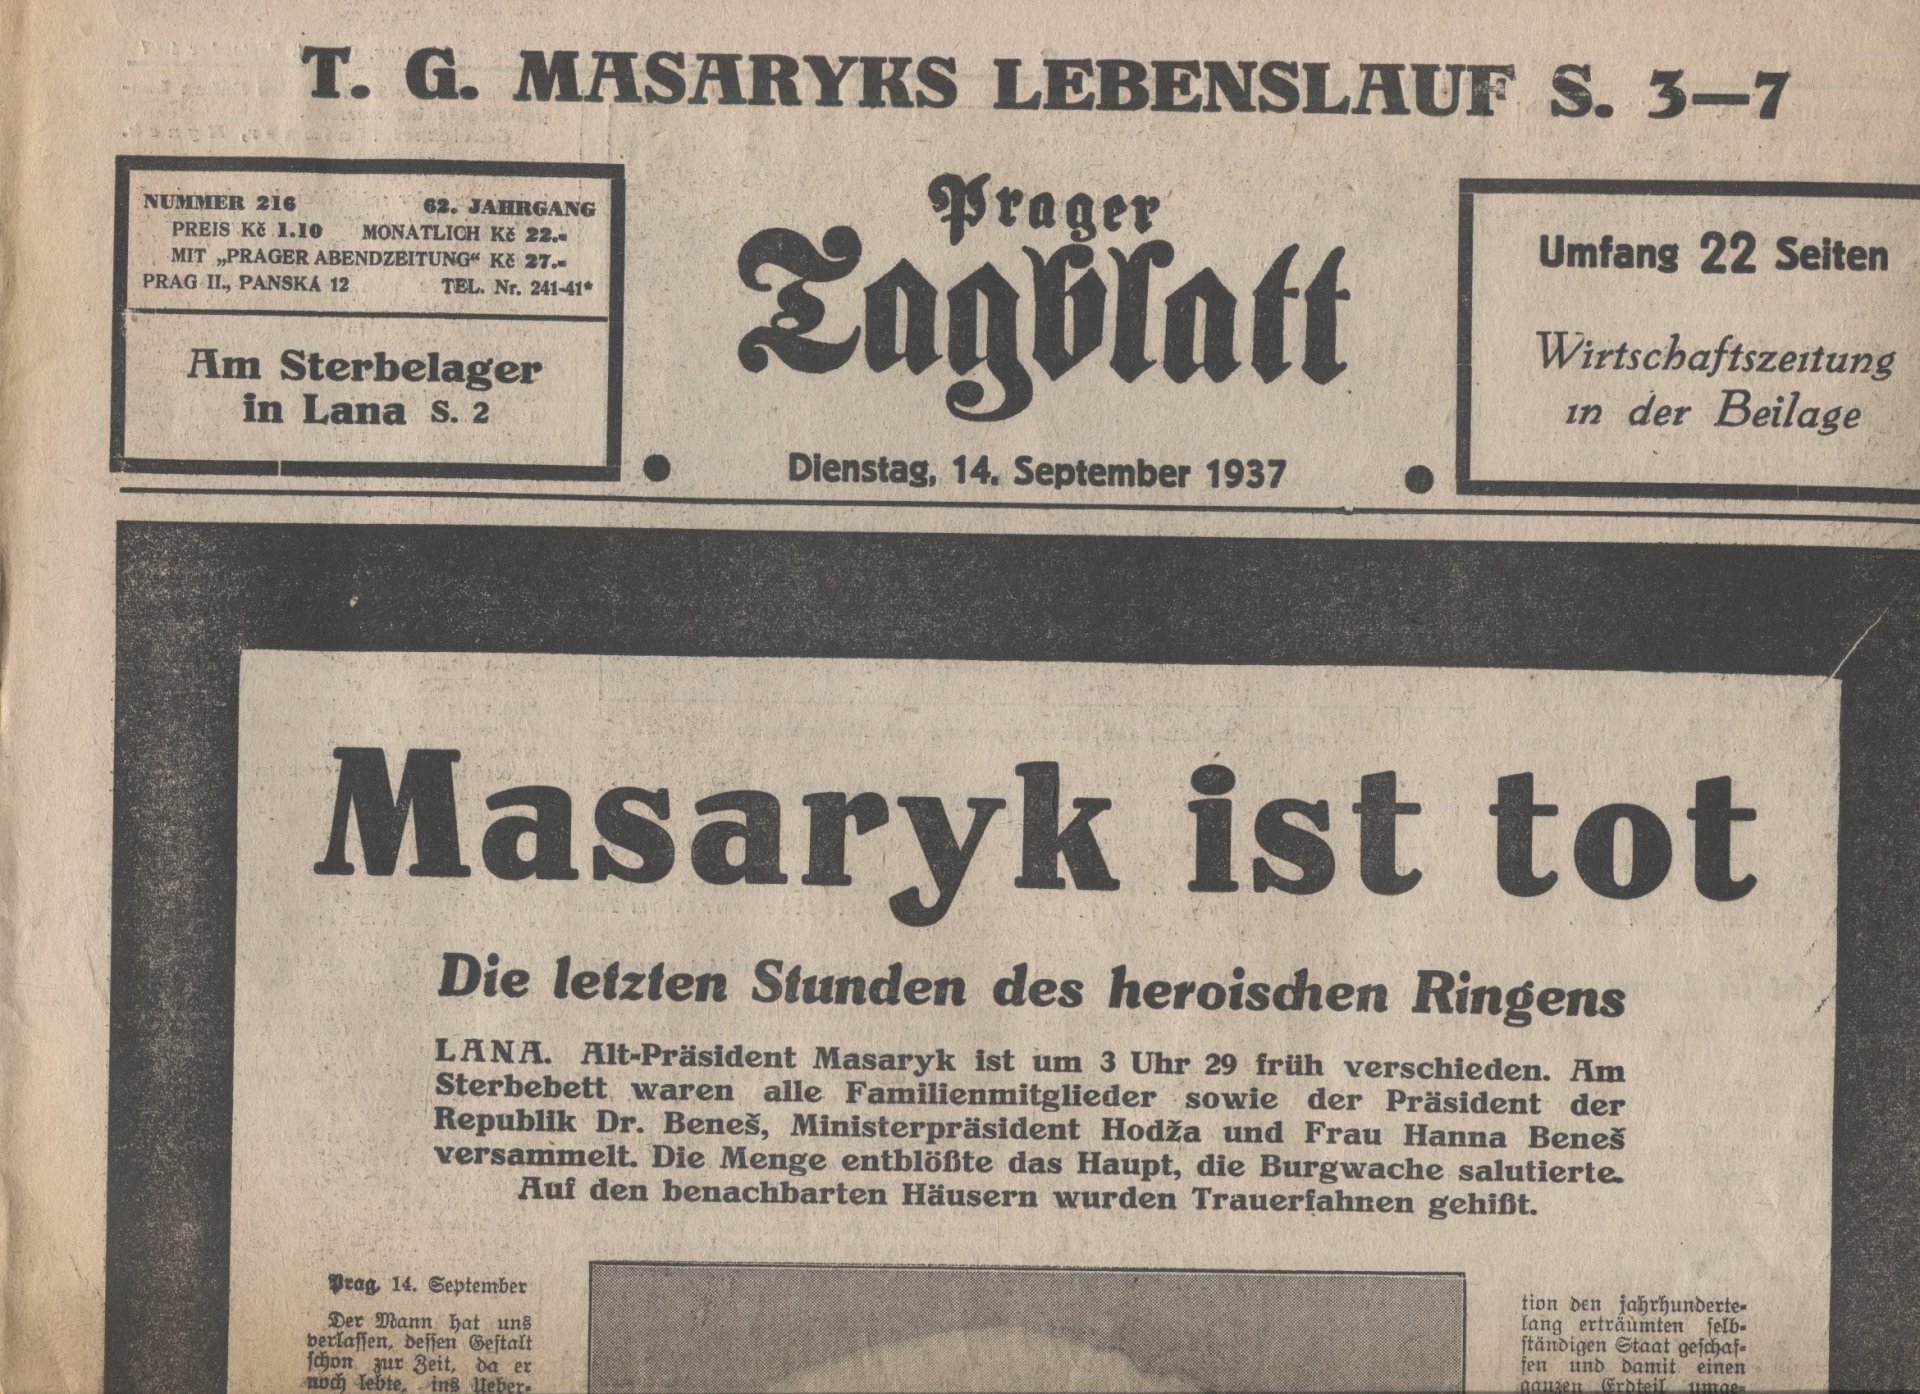 T. G. MASARYKS LEBENSLAUF S. 3—7
NUMMER 216 62. JAHRGANG
PREIS Kč 1.10 MONATLICH Kč 22.-
MIT „PRAGER ABENDZEITUNG“ Kč 27.-
PRAG II., PANSKÁ 12 TEL. Nr. 241-41*
Am Sterbelager
in Lana S. 2
Prager
Tagblatt
Dienstag, 14. September 1937
Umfang 22 Seiten
Wirtschaftszeitung
in der Beilage
Masaryk ist tot
Die letzten Stunden des heroischen Ringens
LANA. Alt-Präsident Masaryk ist um 3 Uhr 29 früh verschieden. Am
Sterbebett waren alle Familienmitglieder sowie der Präsident der
Republik Dr. Beneš, Ministerpräsident Hodža und Frau Hanna Beneš
versammelt. Die Menge entblößte das Haupt, die Burgwache salutierte.
Auf den benachbarten Häusern wurden Trauerfahnen gehißt.
Prag, 14. September
Der Mann hat uns
verlassen, dessen Gestalt
schon zur Zeit, da er
noch lebte, ins Ueber-
tion den jahrhunderte-
lang erträumten selb-
ständigen Staat geschaf-
fen und damit einen
ganzen Erdteil umge-